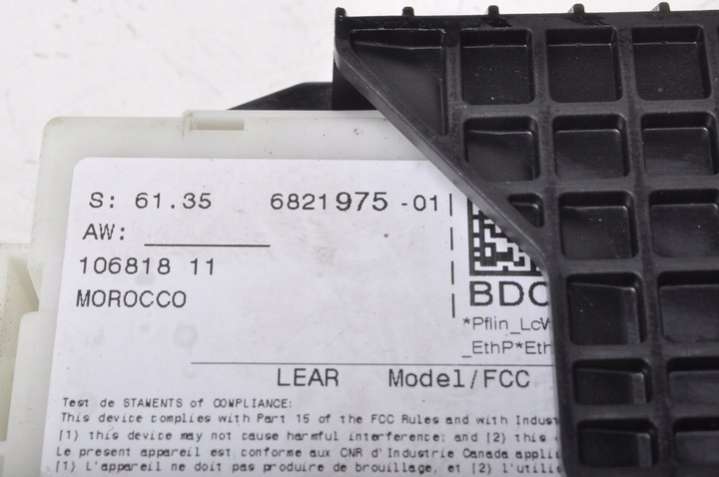 S: 61.35 6821975 -01
AW:
106818 11
MOROCCO
BDC
*Pflin_Lc
_EthP*Eth
LEAR Model/FCC
Test de STAMENTS of COMPLIANCE:
This device complies with Part 15 of the FCC Rules and with Indust
(1) this device may not cause harmful interference; and (2) this
Le present appareil est conforme aux CNR d'Industrie Canada appli
(1) L'appareil ne doit pas produire de brouillage, et (2) l'utilis